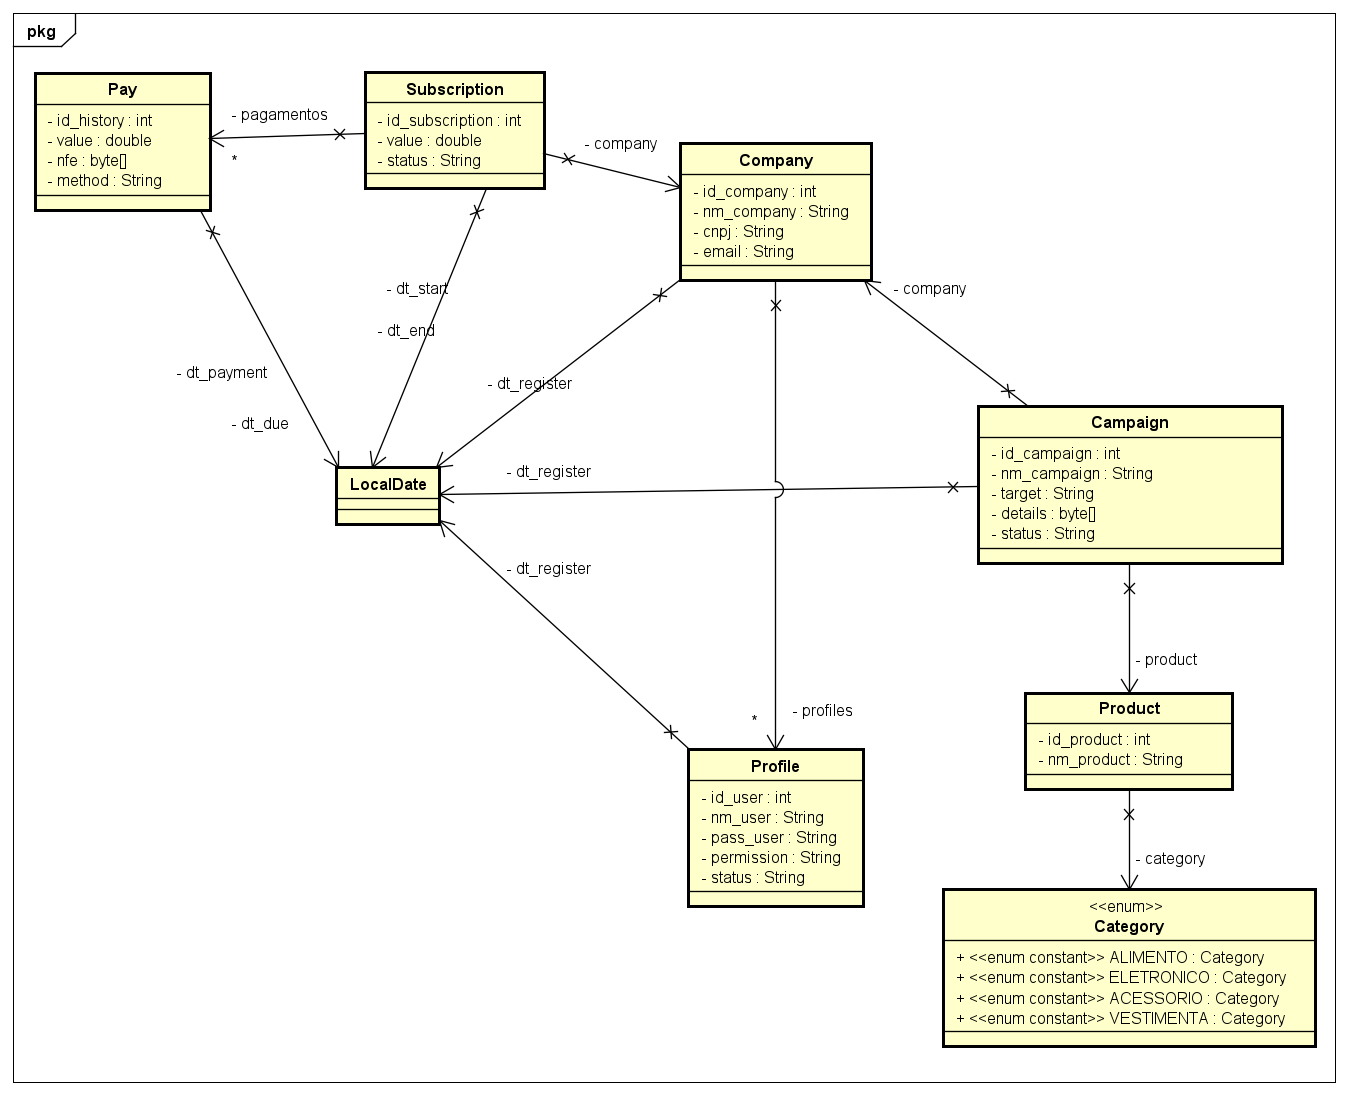 pkg
Pay
- id_history : int
- value : double
- nfe : byte[]
- method : String
- pagamentos
*
Subscription
- id_subscription : int
- value : double
- status : String
- company
Company
- id_company : int
- nm_company : String
- cnpj : String
- email : String
- dt_start
- dt_end
- company
- dt_payment
- dt_due
- dt_register
Campaign
- id_campaign : int
- nm_campaign : String
- target : String
- details : byte[]
- status : String
LocalDate
- dt_register
- dt_register
- product
* - profiles
Product
- id_product : int
- nm_product : String
Profile
- id_user : int
- nm_user : String
- pass_user : String
- permission : String
- status : String
- category
<<enum>>
Category
+ <<enum constant>> ALIMENTO : Category
+ <<enum constant>> ELETRONICO : Category
+ <<enum constant>> ACESSORIO : Category
+ <<enum constant>> VESTIMENTA : Category